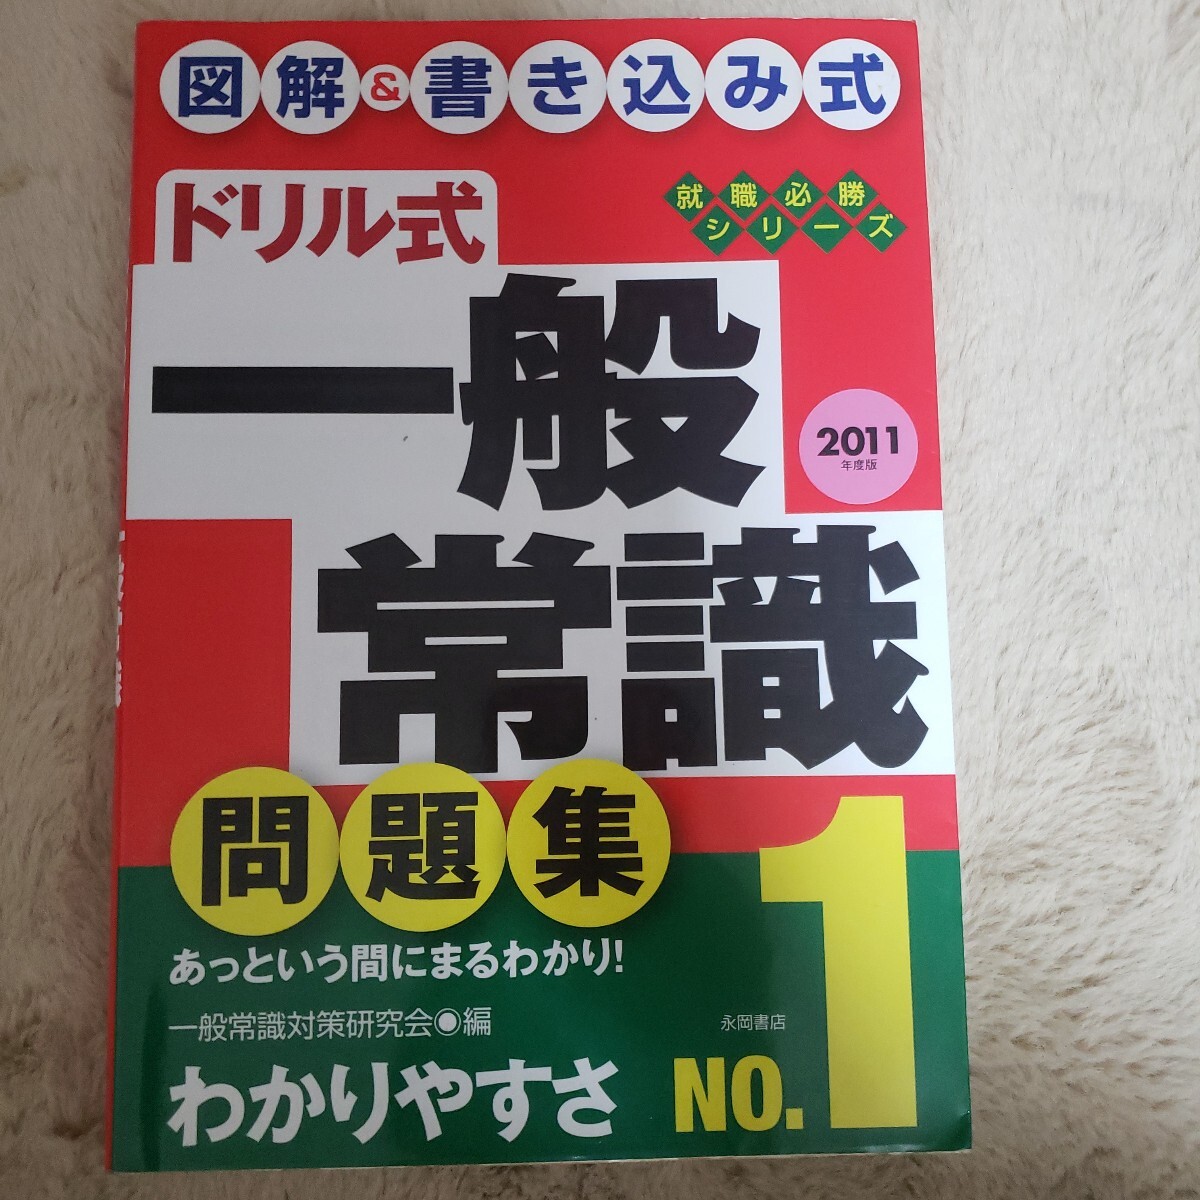 図解&書き込み式
就職必勝
シリーズ
ドリル式
一般
2011
年度版
常識
問題集
あっという間にまるわかり!
一般常識対策研究会◉編
永岡書店
わかりやすさ
NO.1